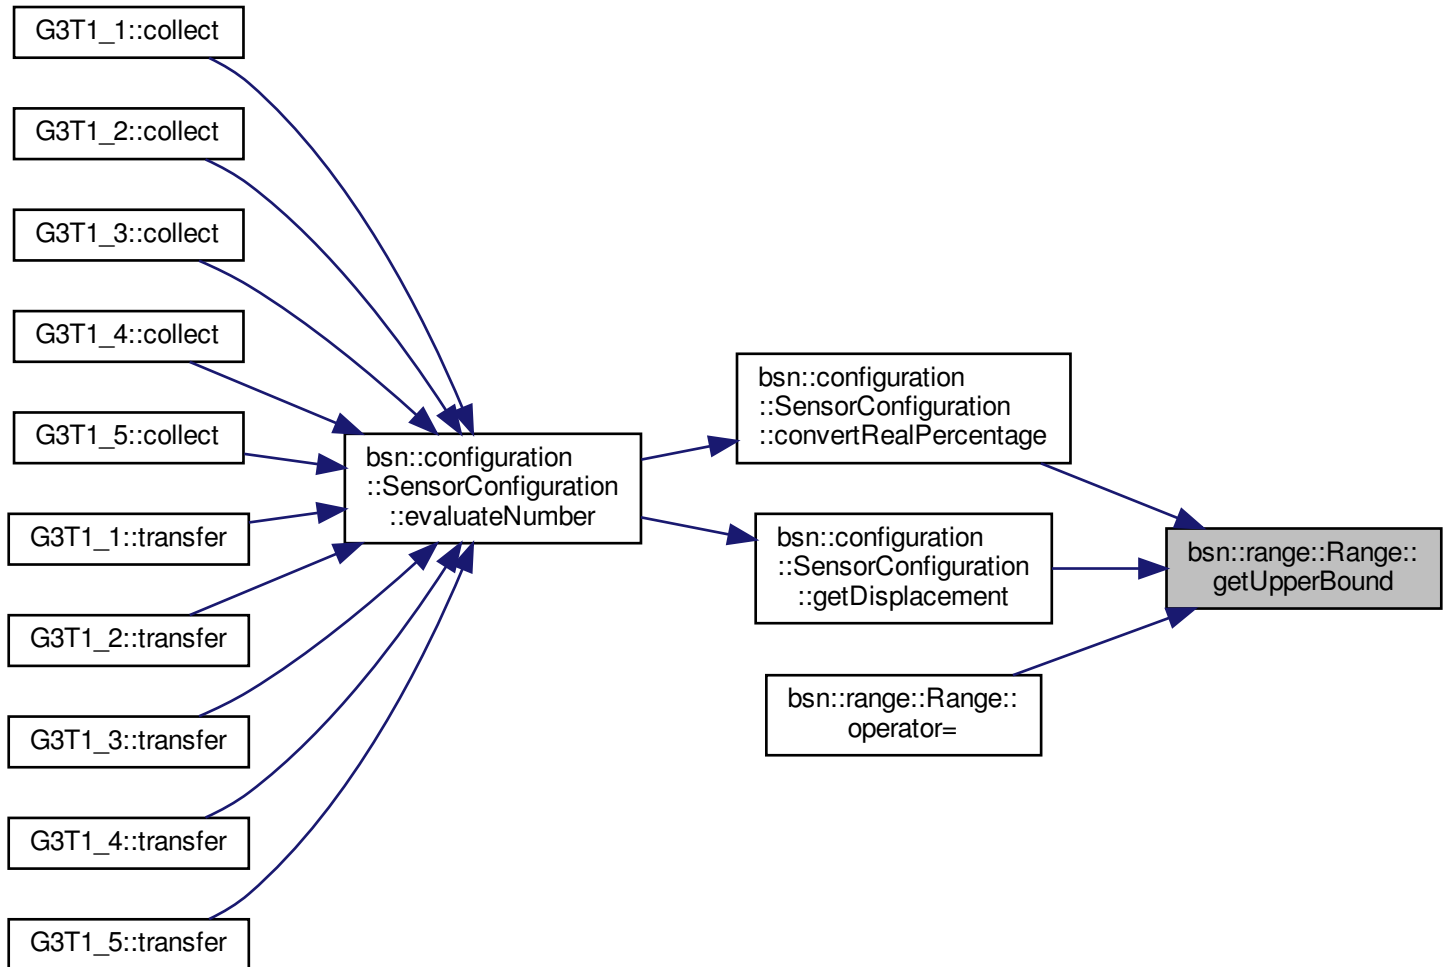 G3T1_1::collect
G3T1_2::collect
G3T1_3::collect
G3T1_4::collect
G3T1_5::collect
G3T1_1::transfer
G3T1_2::transfer
G3T1_3::transfer
G3T1_4::transfer
G3T1_5::transfer
bsn::configuration
::SensorConfiguration
::evaluateNumber
bsn::configuration
::SensorConfiguration
::convertRealPercentage
bsn::configuration
::SensorConfiguration
::getDisplacement
bsn::range::Range::
operator=
bsn::range::Range::
getUpperBound